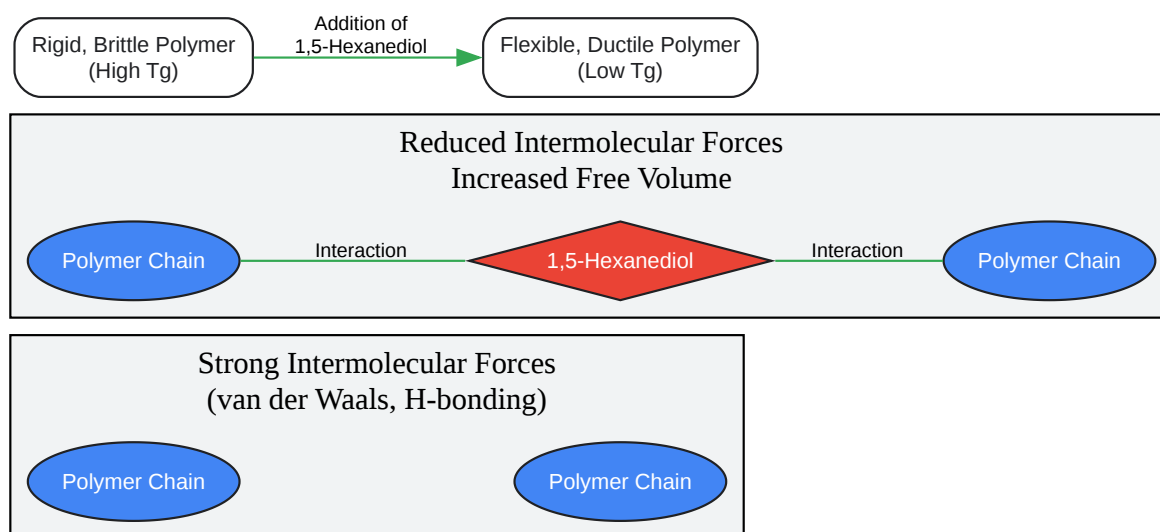 Rigid, Brittle Polymer
(High Tg)
Addition of
1,5-Hexanediol
Flexible, Ductile Polymer
(Low Tg)
Reduced Intermolecular Forces
Increased Free Volume
Polymer Chain
Interaction
1,5-Hexanediol
Interaction
Polymer Chain
Strong Intermolecular Forces
(van der Waals, H-bonding)
Polymer Chain
Polymer Chain